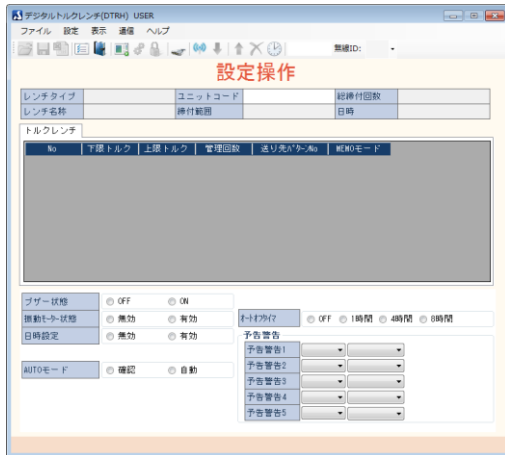 デジタルトルクレンチ(DTRH) USER
ファイル 設定 表示 通信 ヘルプ
無線ID:
設定操作
レンチタイプ ユニットコード 総締付回数
レンチ名称 締付範囲 日時
トルクレンチ
No 下限トルク 上限トルク 管理回数 送り先パターンNo MEMOモード
ブザー状態 OFF ON
振動モーター状態 無効 有効 オートオフタイマ OFF 1時間 4時間 8時間
日時設定 無効 有効 予告警告
予告警告1
AUTOモード 確認 自動 予告警告2
予告警告3
予告警告4
予告警告5